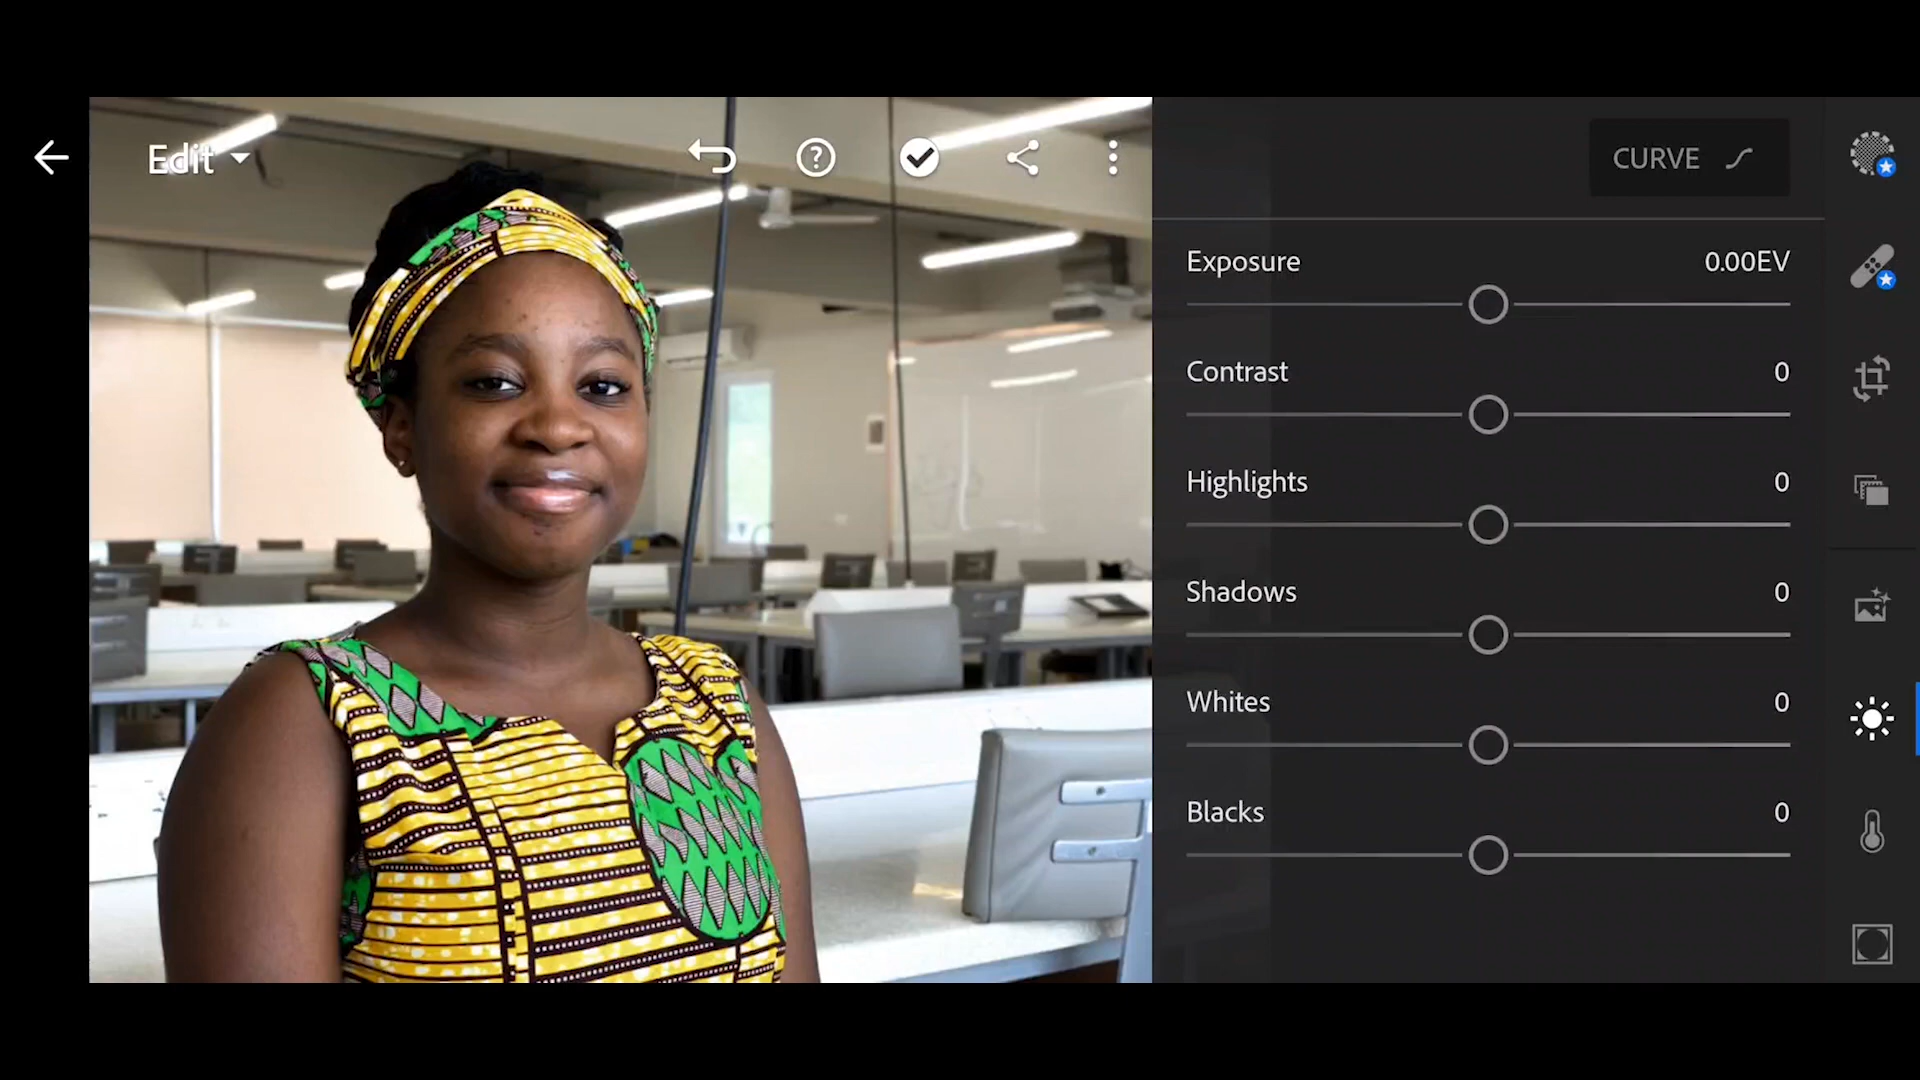 Edit
CURVE
Exposure 0.00EV
Contrast 0
Highlights 0
Shadows 0
Whites 0
Blacks 0